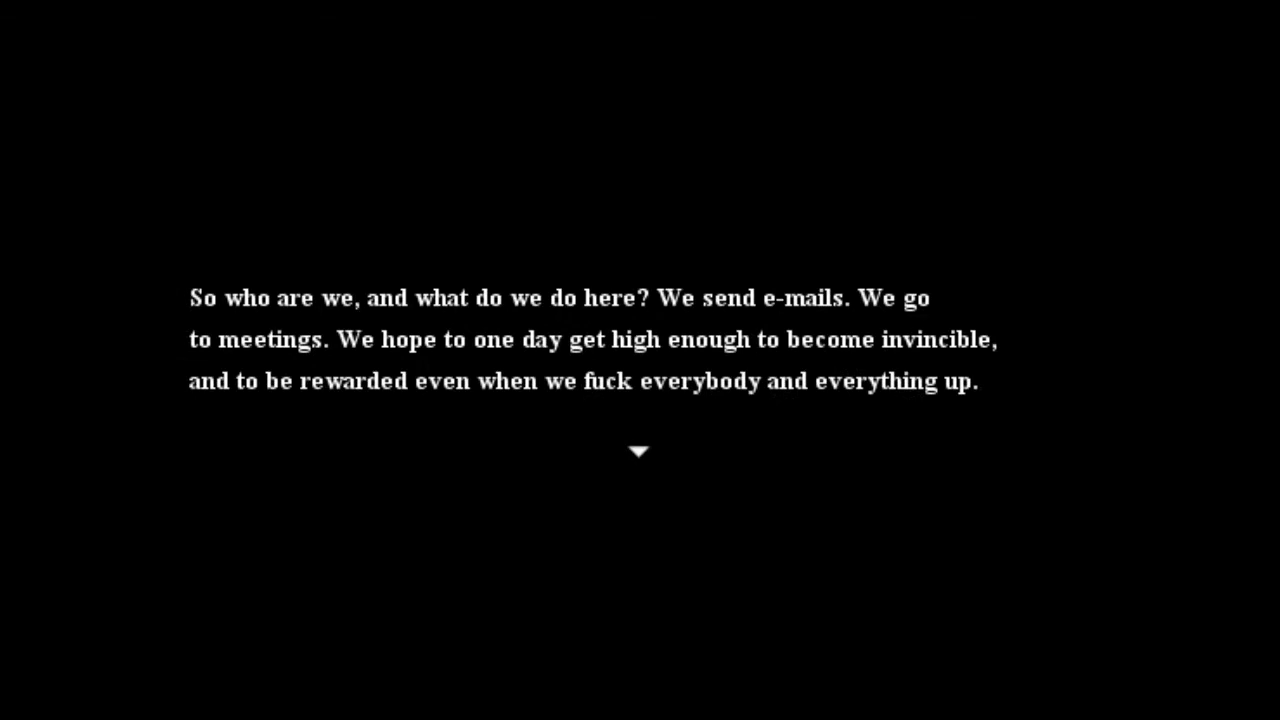 So who are we, and what do we do here? We send e-mails. We go
to meetings. We hope to one day get high enough to become invincible,
and to be rewarded even when we fuck everybody and everything up.